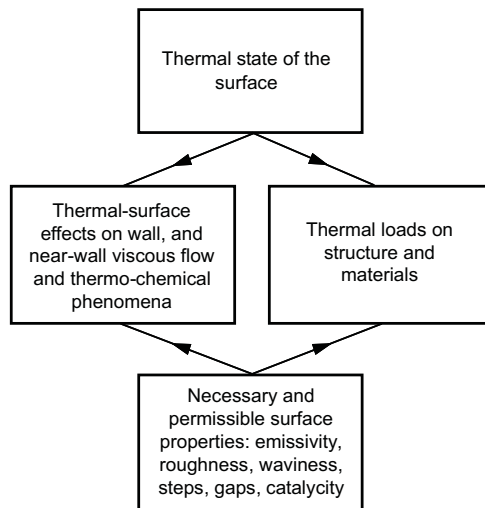 Thermal state of the
surface
Thermal-surface
effects on wall, and
near-wall viscous flow
and thermo-chemical
phenomena
Thermal loads on
structure and
materials
Necessary and
permissible surface
properties: emissivity,
roughness, waviness,
steps, gaps, catalycity